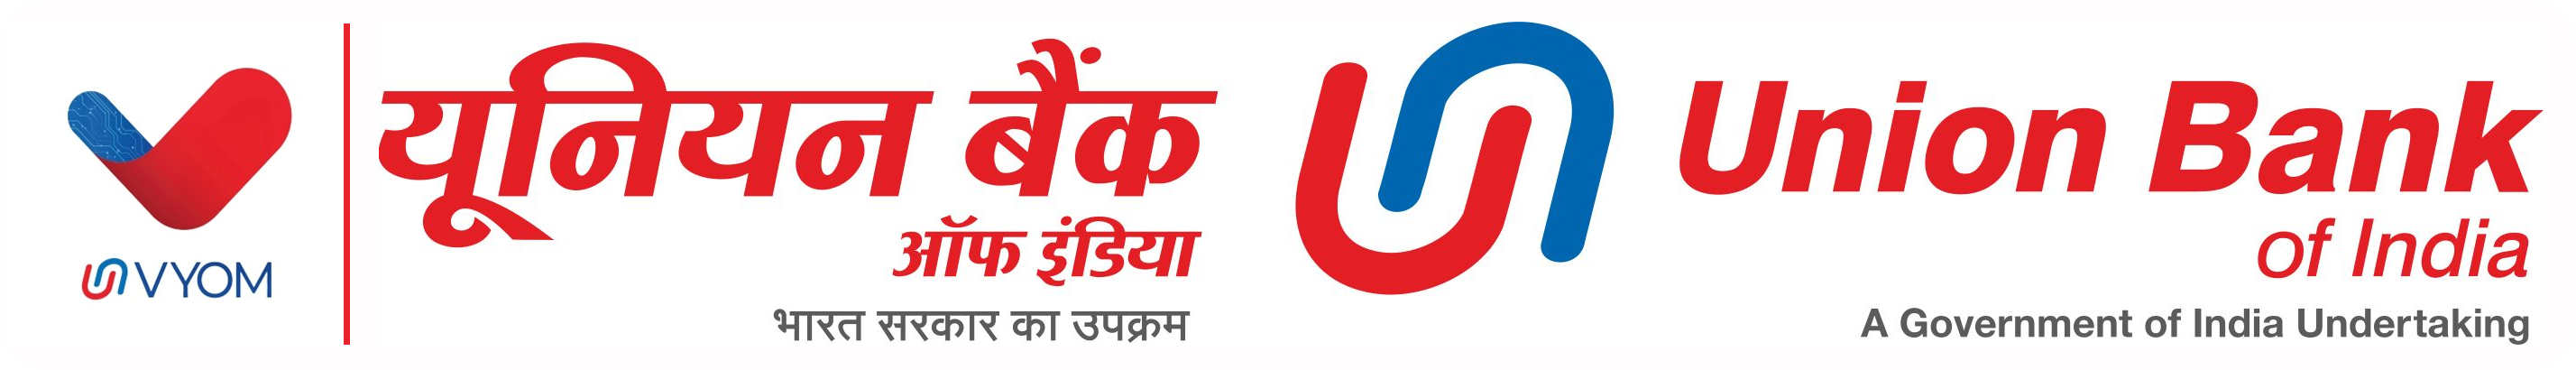 VYOM
यूनियन बैंक
ऑफ इंडिया
भारत सरकार का उपक्रम
Union Bank
of India
A Government of India Undertaking